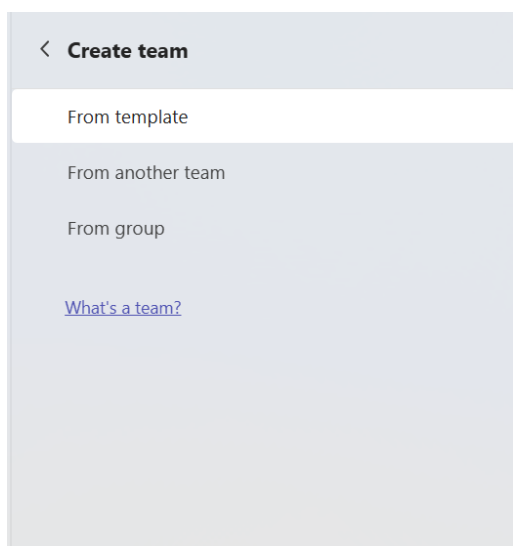 Create team
From template
From another team
From group
What's a team?